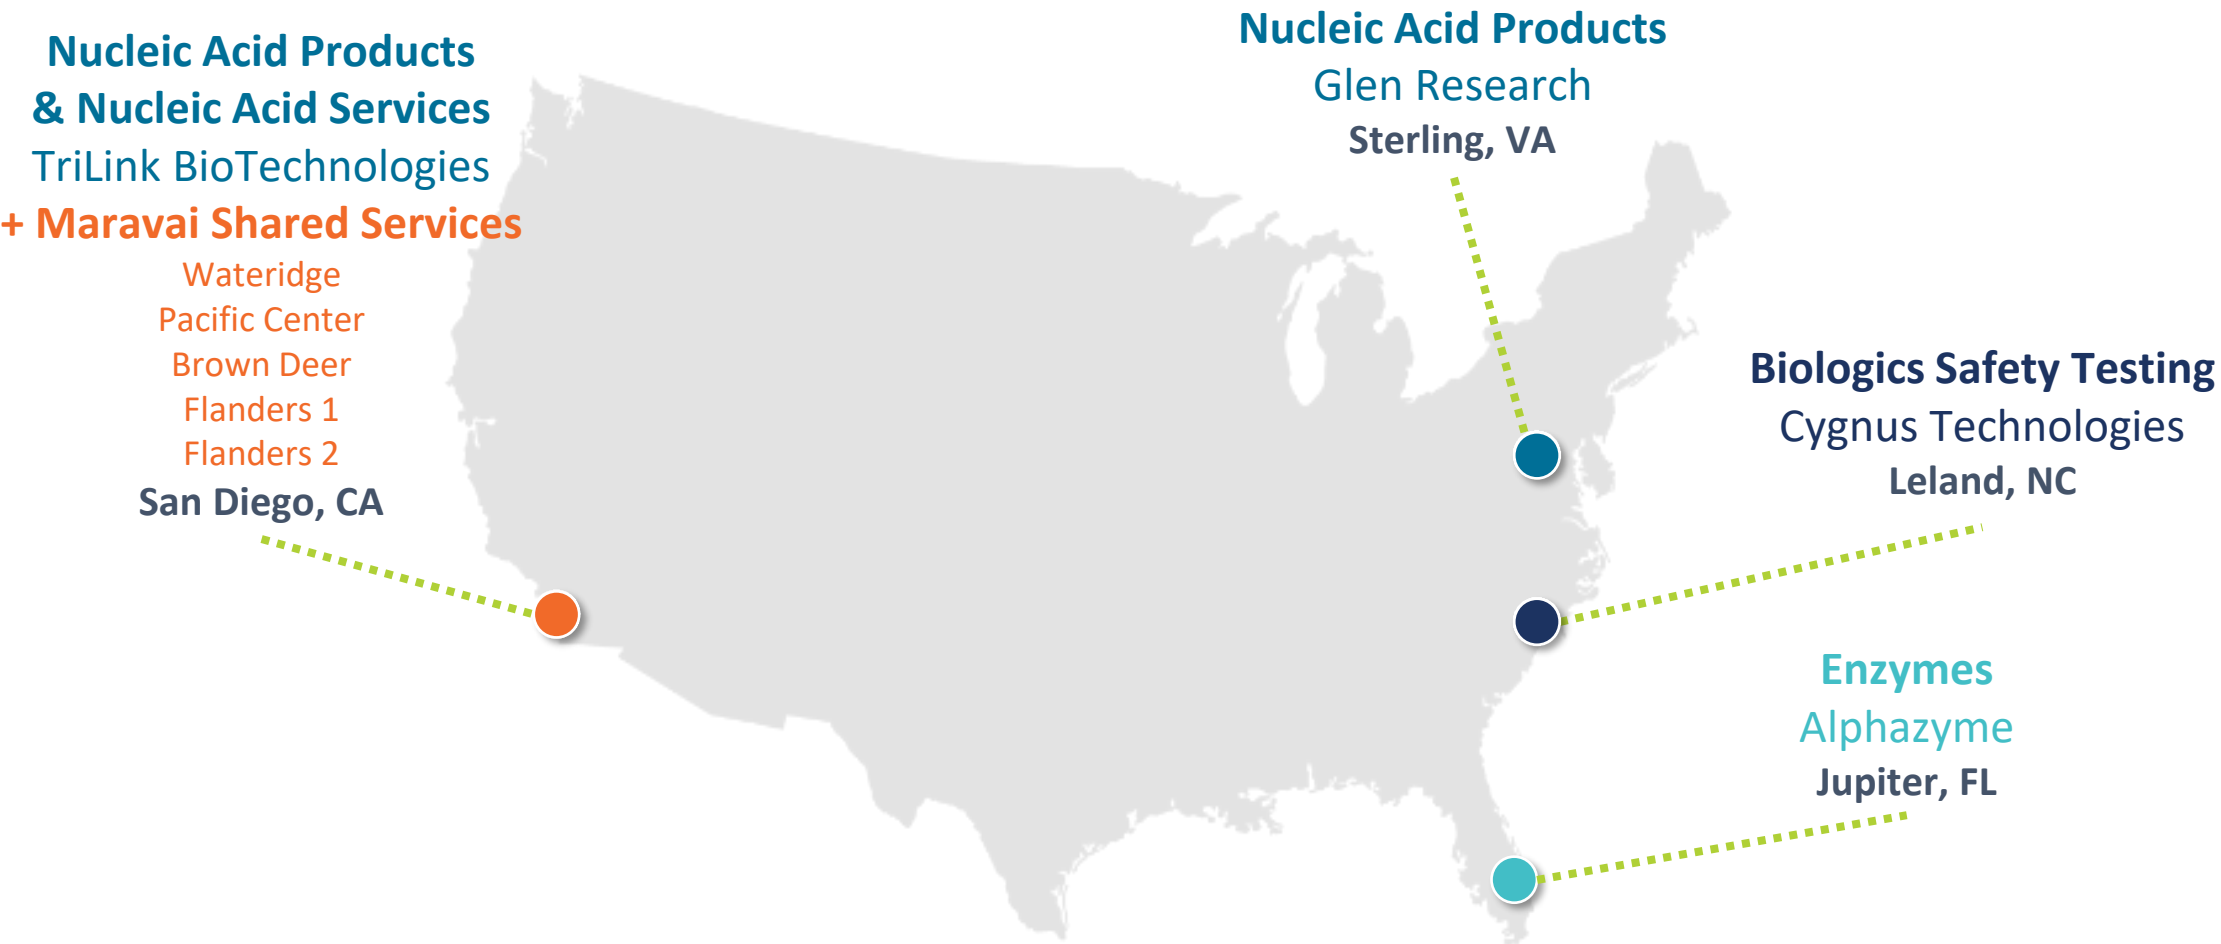 Nucleic Acid Products
& Nucleic Acid Services
TriLink BioTechnologies
+ Maravai Shared Services
Wateridge
Pacific Center
Brown Deer
Flanders 1
Flanders 2
San Diego, CA
Nucleic Acid Products
Glen Research
Sterling, VA
Biologics Safety Testing
Cygnus Technologies
Leland, NC
Enzymes
Alphazyme
Jupiter, FL